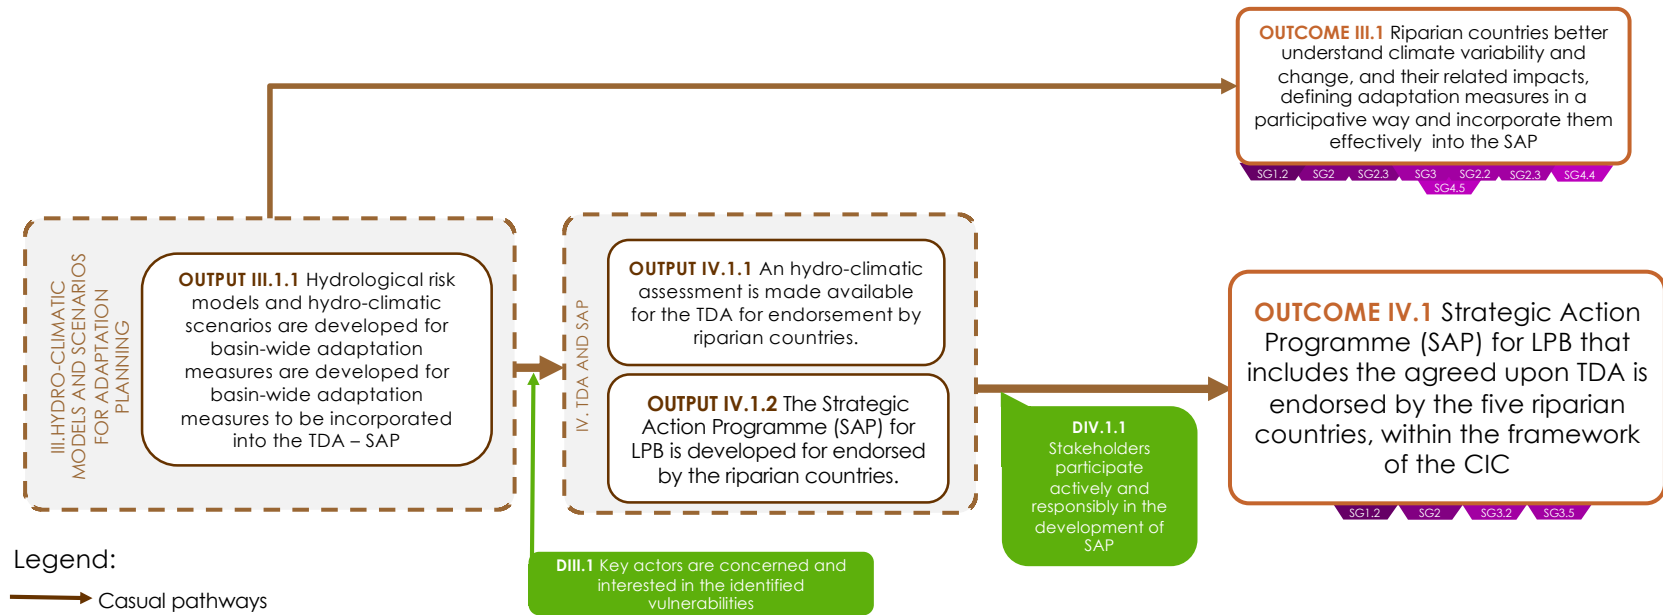 OUTCOME III.1 Riparian countries better
understand climate variability and
change, and their related impacts,
defining adaptation measures in a
participative way and incorporate them
effectively into the SAP
SG1.2 SG2 SG2.3 SG3 SG2.2 SG2.3 SG4.4
SG4.5
III.HYDRO-CLIMATIC
MODELS AND SCENARIOS
FOR ADAPTATION
PLANNING
OUTPUT III.1.1 Hydrological risk
models and hydro-climatic
scenarios are developed for
basin-wide adaptation
measures are developed for
basin-wide adaptation
measures to be incorporated
into the TDA – SAP
IV. TDA AND SAP
OUTPUT IV.1.1 An hydro-climatic
assessment is made available
for the TDA for endorsement by
riparian countries.
OUTPUT IV.1.2 The Strategic
Action Programme (SAP) for
LPB is developed for endorsed
by the riparian countries.
OUTCOME IV.1 Strategic Action
Programme (SAP) for LPB that
includes the agreed upon TDA is
endorsed by the five riparian
countries, within the framework
of the CIC
SG1.2 SG2 SG3.2 SG3.5
DIV.1.1
Stakeholders
participate
actively and
responsibly in the
development of
SAP
DIII.1 Key actors are concerned and
interested in the identified
vulnerabilities
Legend:
Casual pathways